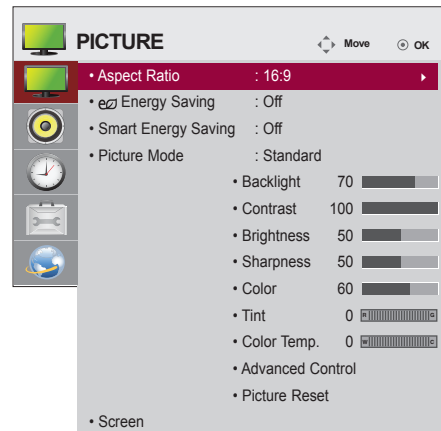 PICTURE Move OK
• Aspect Ratio : 16:9
• Energy Saving : Off
• Smart Energy Saving : Off
• Picture Mode : Standard
• Backlight 70
• Contrast 100
• Brightness 50
• Sharpness 50
• Color 60
• Tint 0 R G
• Color Temp. 0 W C
• Advanced Control
• Picture Reset
• Screen